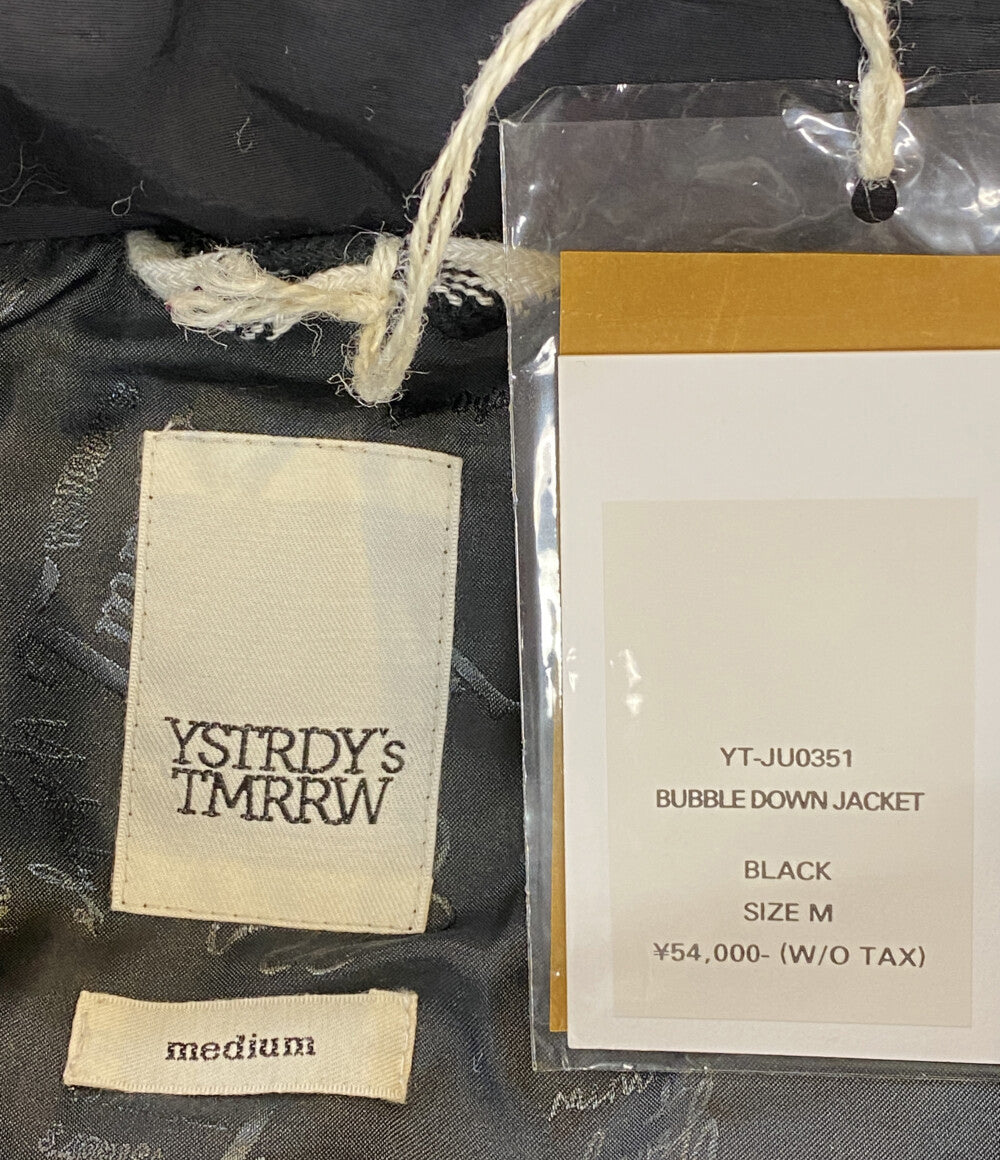 YSTRDY's
TMRRW
medium
YT-JU0351
BUBBLE DOWN JACKET
BLACK
SIZE M
¥54,000- (W/O TAX)